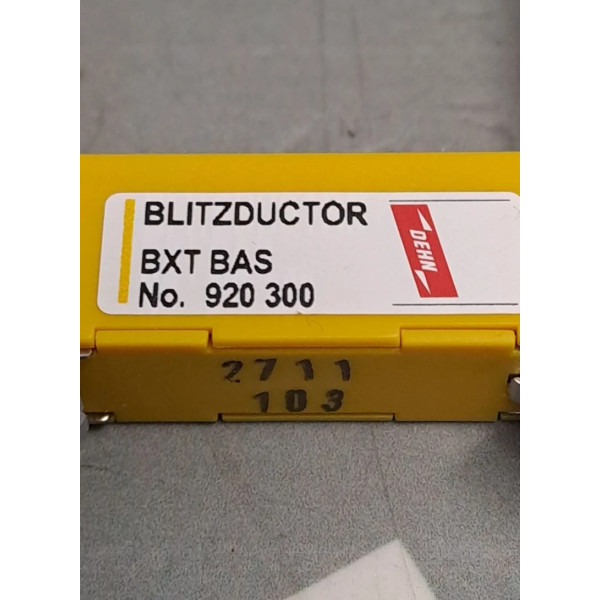 BLITZDUCTOR
BXT BAS
No. 920 300
DEHN
2711
103